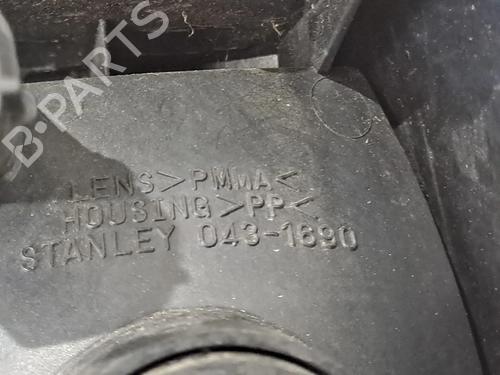 B·PARTS
LENS>PMMA<
HOUSING>PP<
STANLEY 043-1690